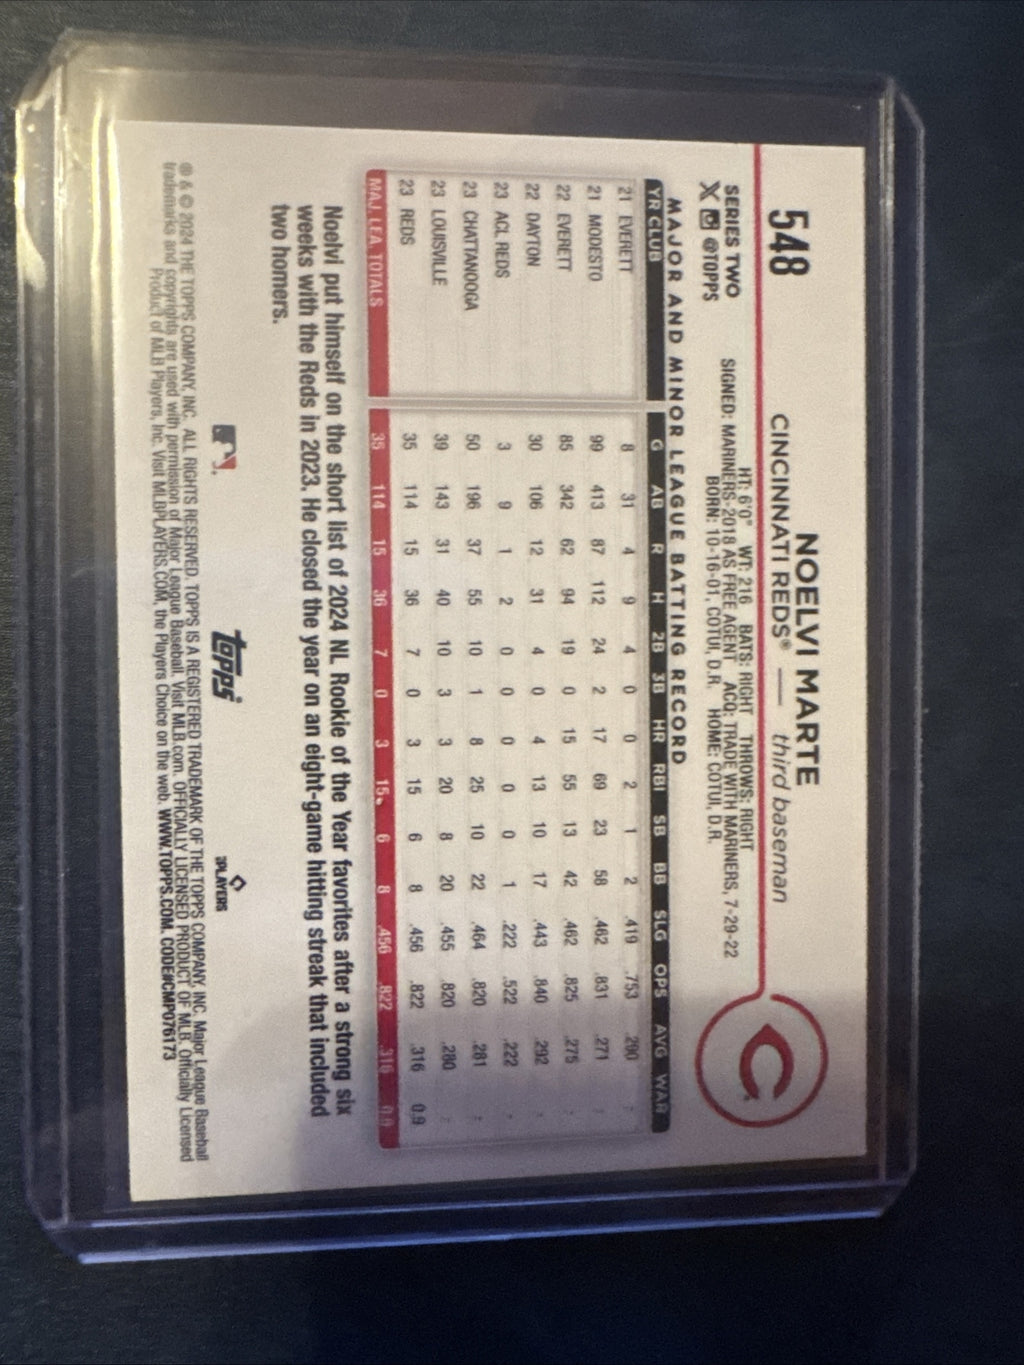 548
NOELVI MARTE
CINCINNATI REDS® — third baseman
SERIES TWO
@TOPPS
HT: 6'0" WT: 216 BATS: RIGHT THROWS: RIGHT
SIGNED: MARINERS-2018 AS FREE AGENT ACQ: TRADE WITH MARINERS, 7-29-22
BORN: 10-16-01, COTUI, D.R. HOME: COTUI, D.R.
C
MAJOR AND MINOR LEAGUE BATTING RECORD
YR CLUB G AB R H 2B 3B HR RBI SB BB SLG OPS AVG WAR
21 EVERETT 8 31 4 9 4 0 0 2 1 2 .419 .753 .290
21 MODESTO 99 413 87 112 24 2 17 69 23 58 .462 .831 .271
22 EVERETT 85 342 62 94 19 0 15 55 13 42 .462 .825 .275
22 DAYTON 30 106 12 31 4 0 4 13 10 17 .443 .840 .292
23 ACL REDS 3 9 1 2 0 0 0 0 0 1 .222 .522 .222
23 CHATTANOOGA 50 196 37 55 10 1 8 25 10 22 .464 .820 .281
23 LOUISVILLE 39 143 31 40 10 3 3 20 8 20 .455 .820 .280
23 REDS 35 114 15 36 7 0 3 15 6 8 .456 .822 .316 0.9
MAJ. LEA. TOTALS 35 114 15 36 7 0 3 15 6 8 .456 .822 .316 0.9
Noelvi put himself on the short list of 2024 NL Rookie of the Year favorites after a strong six
weeks with the Reds in 2023. He closed the year on an eight-game hitting streak that included
two homers.
topps
PLAYERS
® & © 2024 THE TOPPS COMPANY, INC. ALL RIGHTS RESERVED. TOPPS IS A REGISTERED TRADEMARK OF THE TOPPS COMPANY, INC. Major League Baseball
trademarks and copyrights are used with permission of Major League Baseball. Visit MLB.com. OFFICIALLY LICENSED PRODUCT OF MLB. Officially Licensed
Product of MLB Players, Inc. Visit MLBPLAYERS.COM, the Players Choice on the web. WWW.TOPPS.COM. CODE#CMP076173